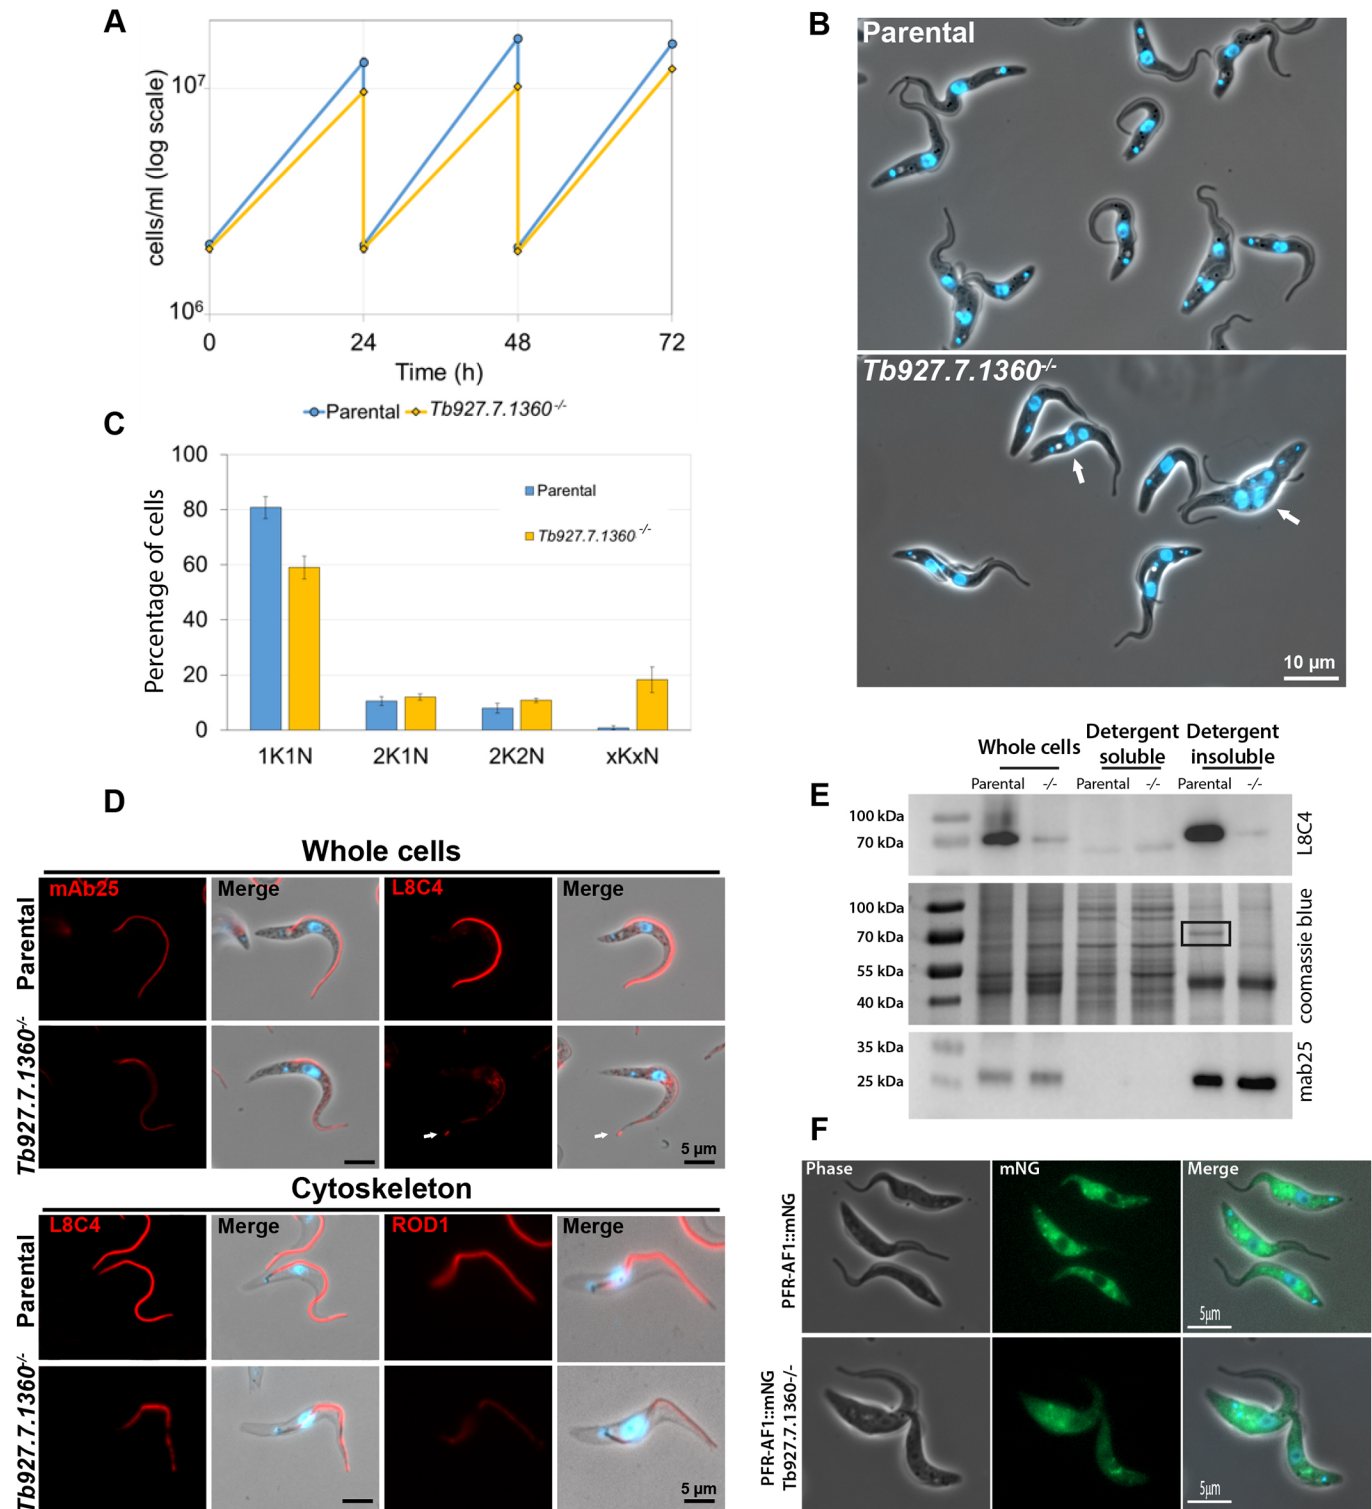 A
cells/ml (log scale)
10⁷
10⁶
0
24
48
72
Time (h)
Parental
Tb927.7.1360-/-
B
Parental
Tb927.7.1360-/-
10 µm
C
Percentage of cells
100
80
60
40
20
0
Parental
Tb927.7.1360 -/-
1K1N
2K1N
2K2N
xKxN
D
Whole cells
Parental
mAb25
Merge
L8C4
Merge
Tb927.7.1360-/-
5 µm
Cytoskeleton
Parental
L8C4
Merge
ROD1
Merge
Tb927.7.1360-/-
5 µm
E
Whole cells
Detergent
soluble
Detergent
insoluble
Parental
-/-
Parental
-/-
Parental
-/-
100 kDa
70 kDa
L8C4
100 kDa
70 kDa
55 kDa
40 kDa
coomassie blue
35 kDa
25 kDa
mab25
F
PFR-AF1::mNG
Phase
mNG
Merge
5µm
PFR-AF1::mNG
Tb927.7.1360-/-
5µm